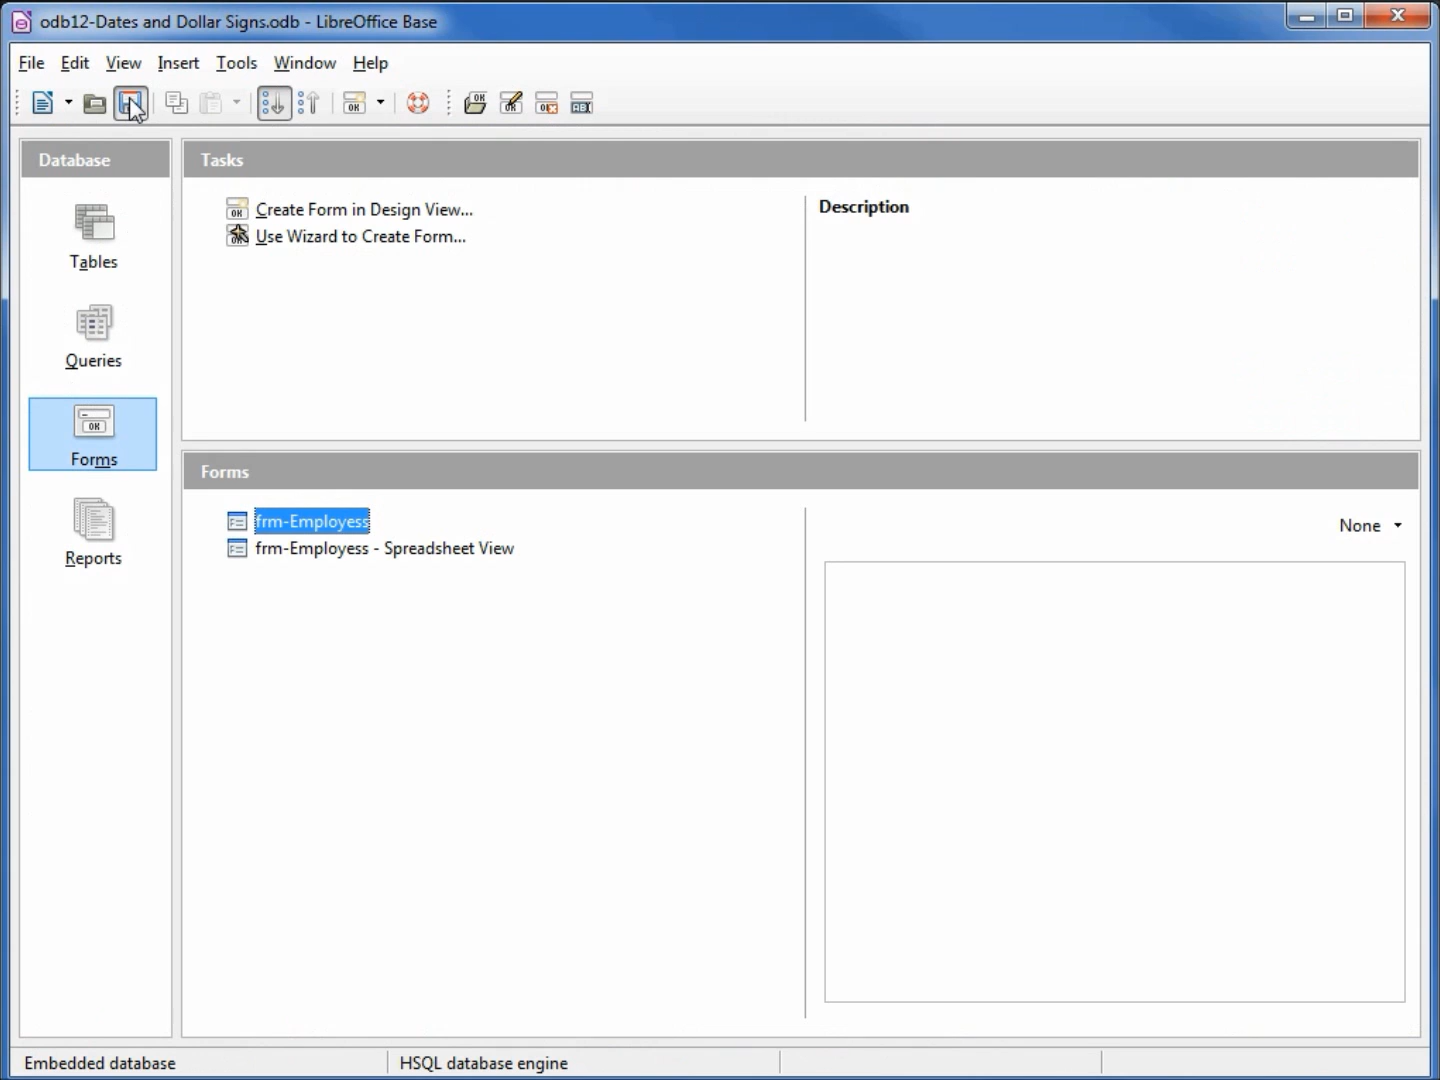 odb12-Dates and Dollar Signs.odb - LibreOffice Base
File Edit View Insert Tools Window Help
Database
Tables
Queries
Forms
Reports
Tasks
Create Form in Design View...
Use Wizard to Create Form...
Description
Forms
frm-Employess
frm-Employess - Spreadsheet View
None
Embedded database
HSQL database engine